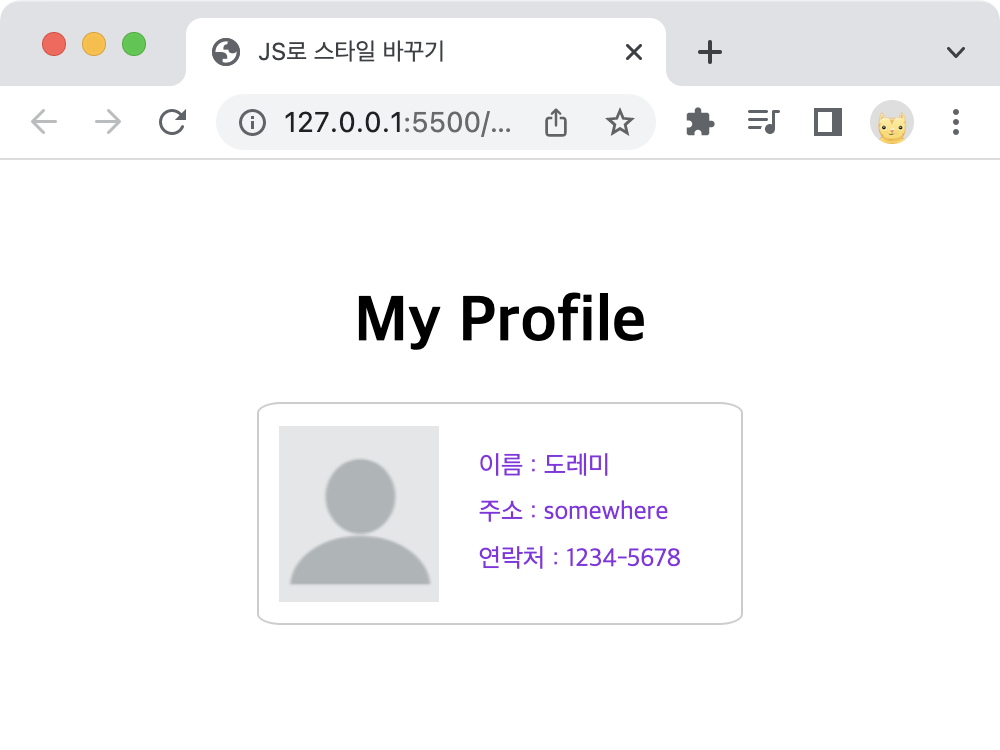 JS로 스타일 바꾸기
127.0.0.1:5500/...
My Profile
이름 : 도레미
주소 : somewhere
연락처 : 1234-5678